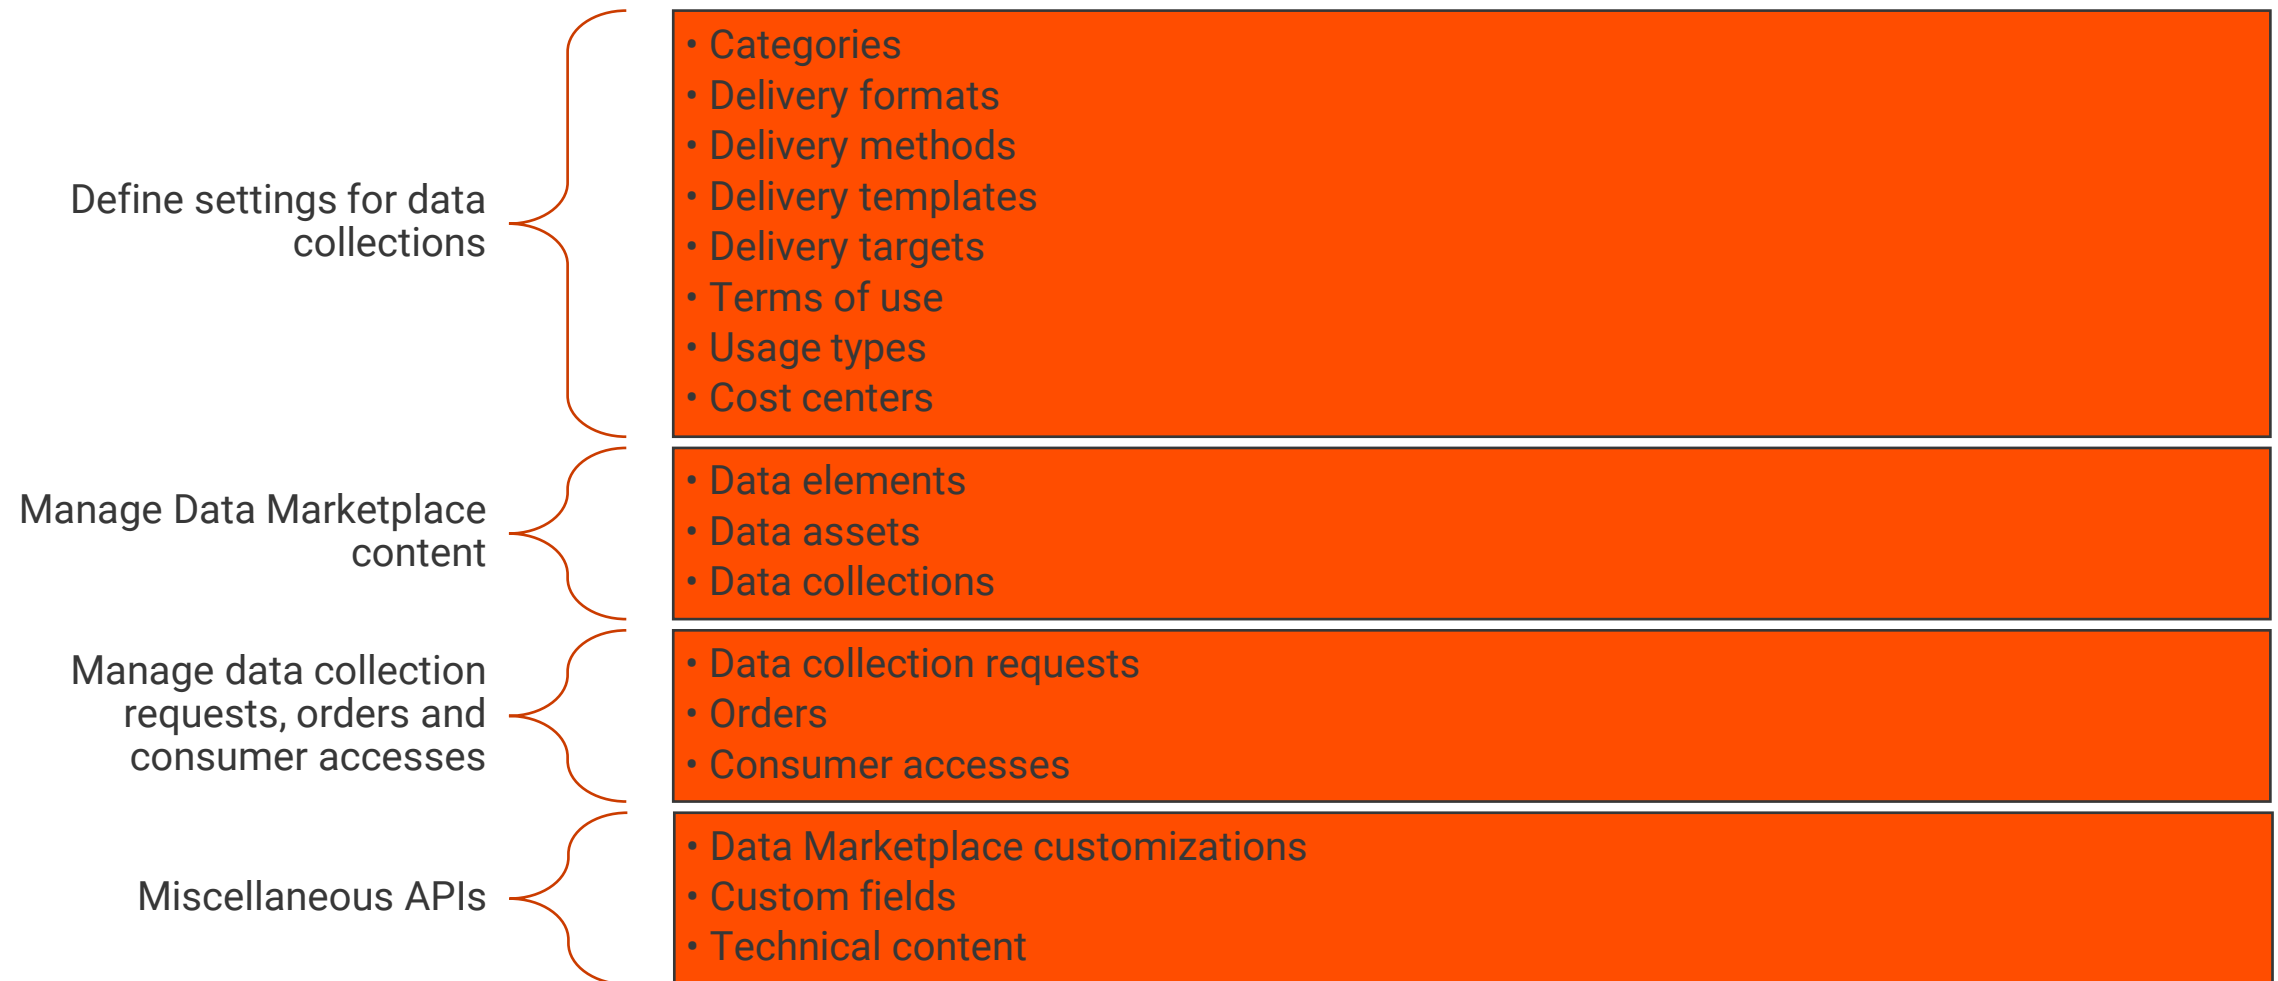 Define settings for data
collections
• Categories
• Delivery formats
• Delivery methods
• Delivery templates
• Delivery targets
• Terms of use
• Usage types
• Cost centers
Manage Data Marketplace
content
• Data elements
• Data assets
• Data collections
Manage data collection
requests, orders and
consumer accesses
• Data collection requests
• Orders
• Consumer accesses
Miscellaneous APIs
• Data Marketplace customizations
• Custom fields
• Technical content